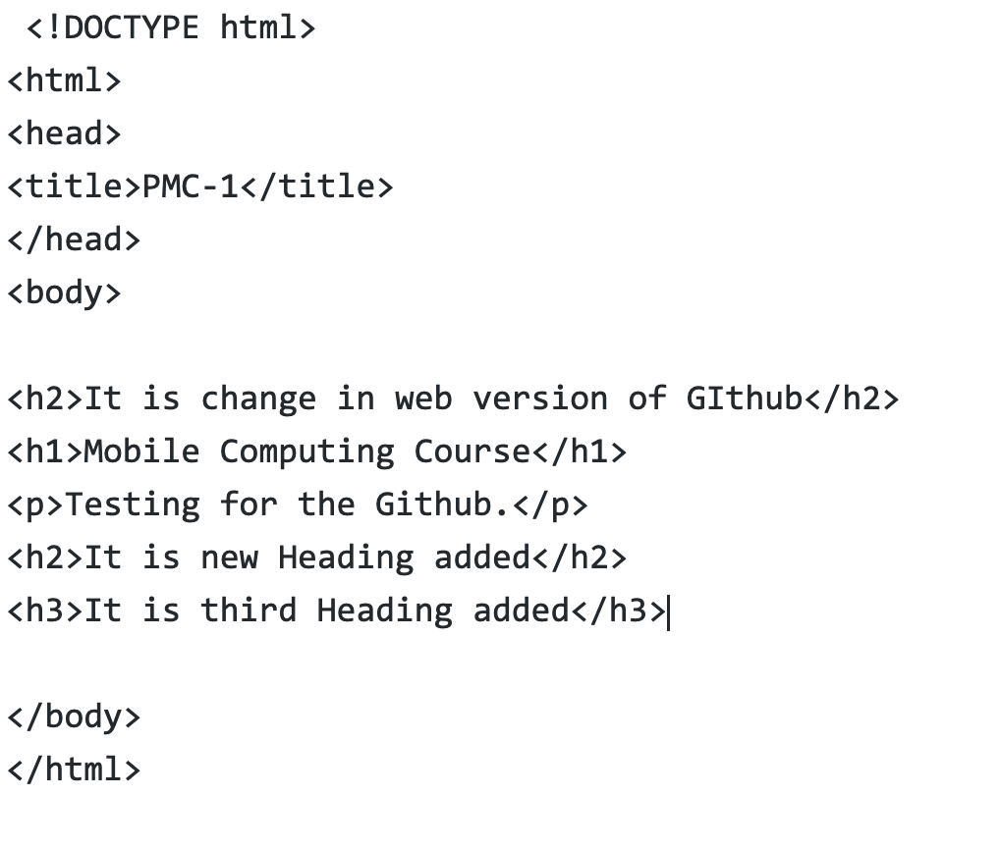 <!DOCTYPE html>
<html>
<head>
<title>PMC-1</title>
</head>
<body>
<h2>It is change in web version of GIthub</h2>
<h1>Mobile Computing Course</h1>
<p>Testing for the Github.</p>
<h2>It is new Heading added</h2>
<h3>It is third Heading added</h3>
</body>
</html>